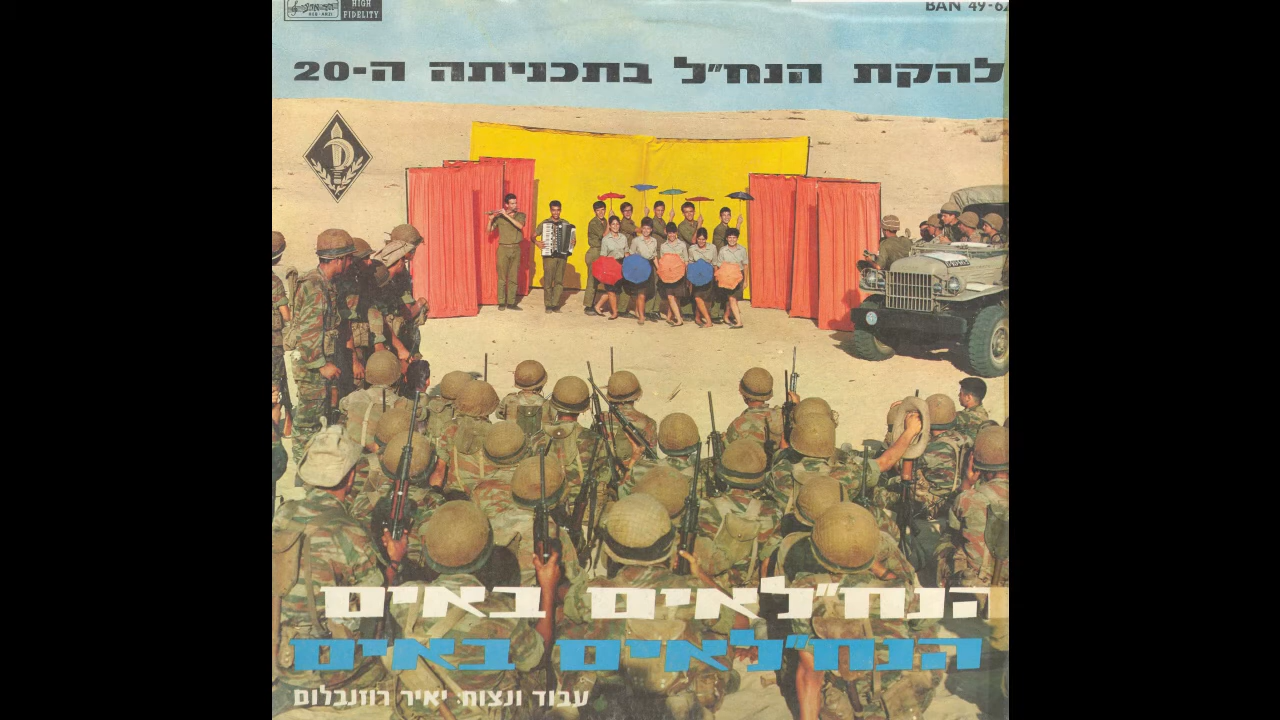 HIGH
FIDELITY
BAN 49-6
להקת הנח"ל בתכניתה ה-20
הנח"לאים באים
הנח"לאים באים
עבוד ונצוח: יאיר רוזנבלום